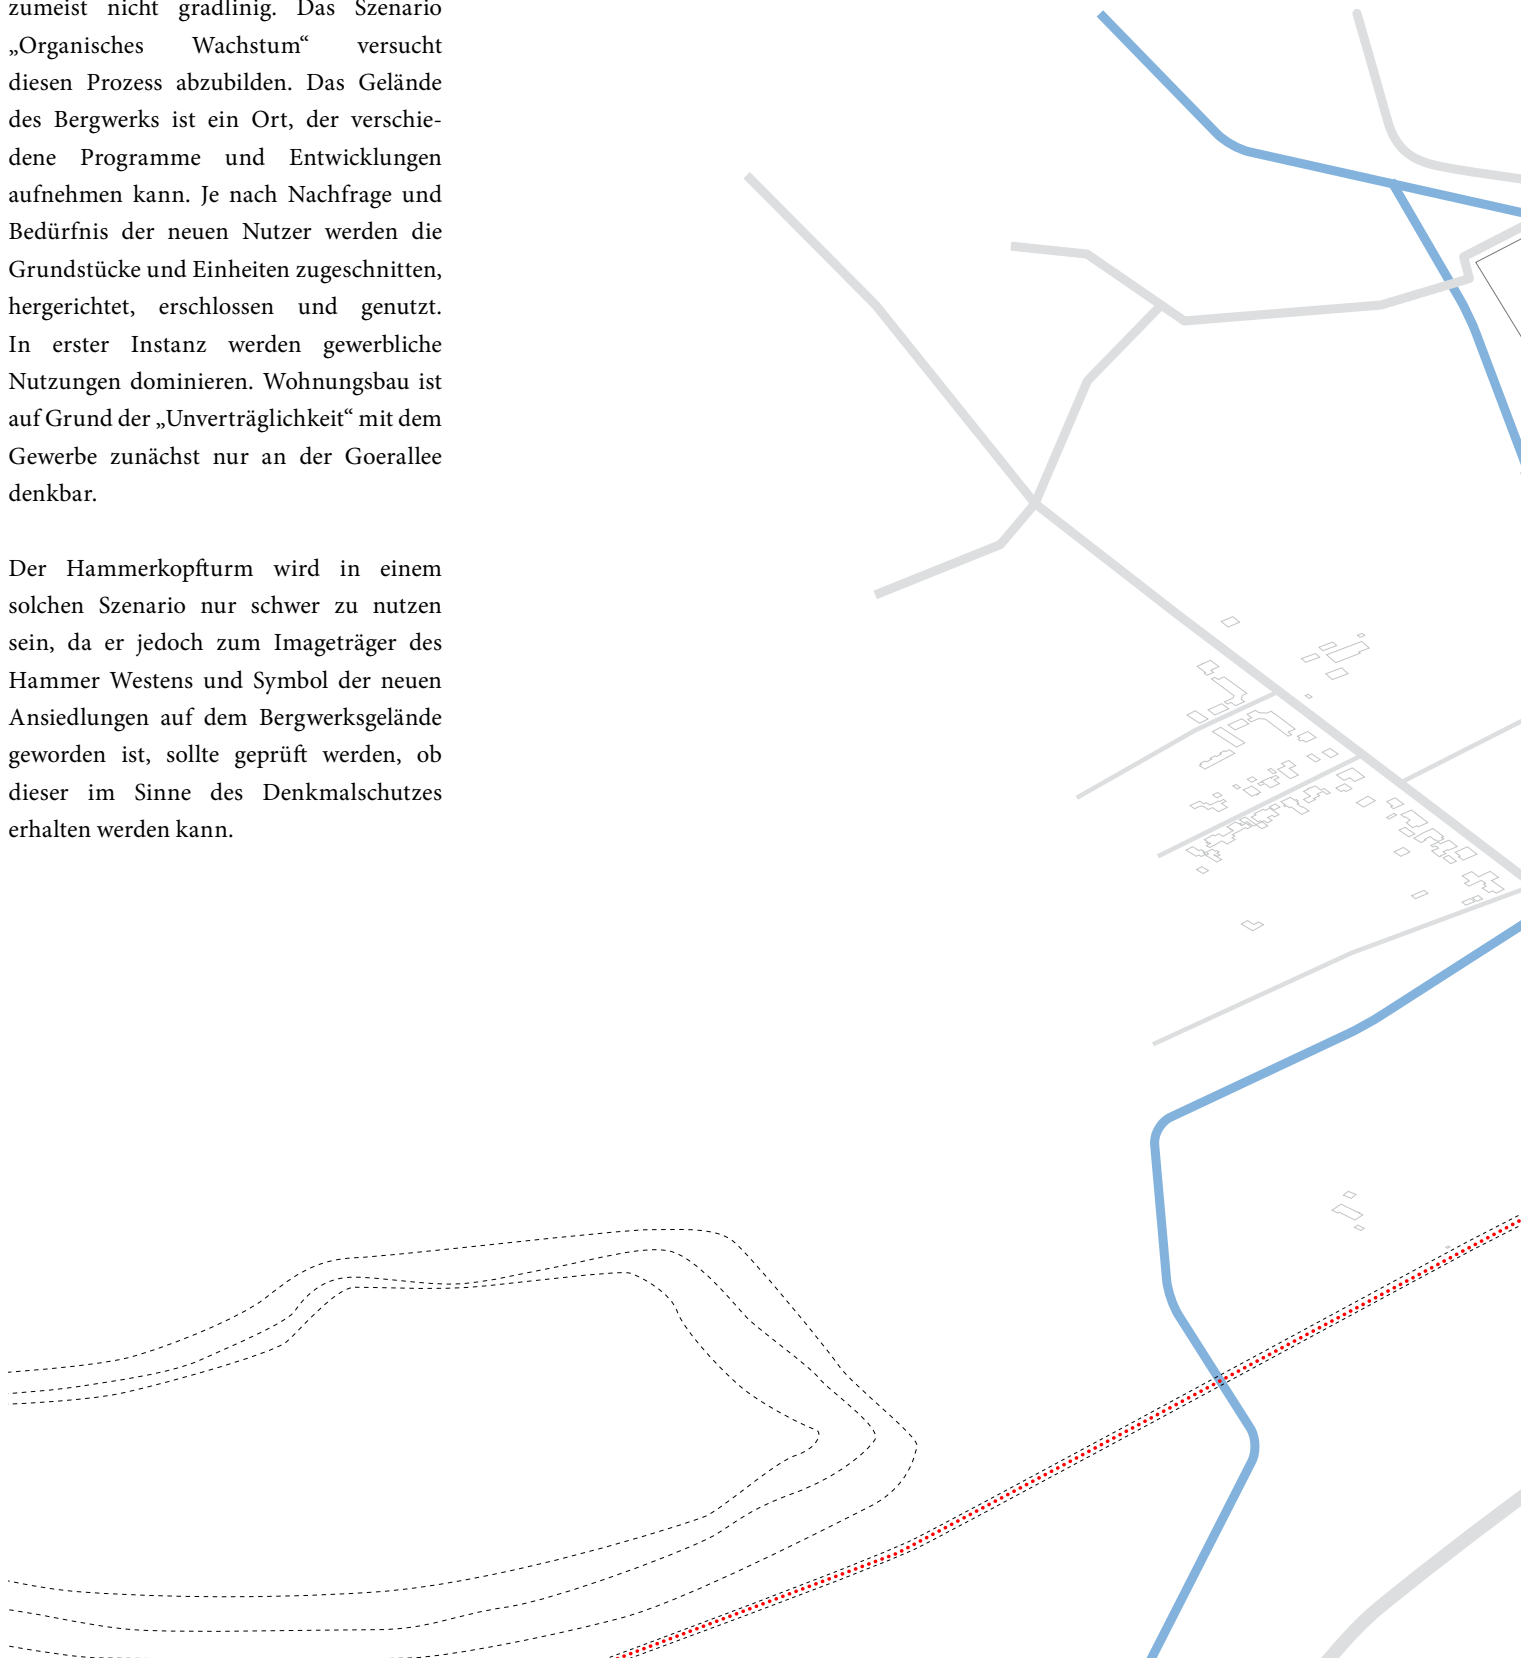 zumeist nicht gradlinig. Das Szenario
„Organisches Wachstum“ versucht
diesen Prozess abzubilden. Das Gelände
des Bergwerks ist ein Ort, der verschie-
dene Programme und Entwicklungen
aufnehmen kann. Je nach Nachfrage und
Bedürfnis der neuen Nutzer werden die
Grundstücke und Einheiten zugeschnitten,
hergerichtet, erschlossen und genutzt.
In erster Instanz werden gewerbliche
Nutzungen dominieren. Wohnungsbau ist
auf Grund der „Unverträglichkeit“ mit dem
Gewerbe zunächst nur an der Goerallee
denkbar.
Der Hammerkopfturm wird in einem
solchen Szenario nur schwer zu nutzen
sein, da er jedoch zum Imageträger des
Hammer Westens und Symbol der neuen
Ansiedlungen auf dem Bergwerksgelände
geworden ist, sollte geprüft werden, ob
dieser im Sinne des Denkmalschutzes
erhalten werden kann.